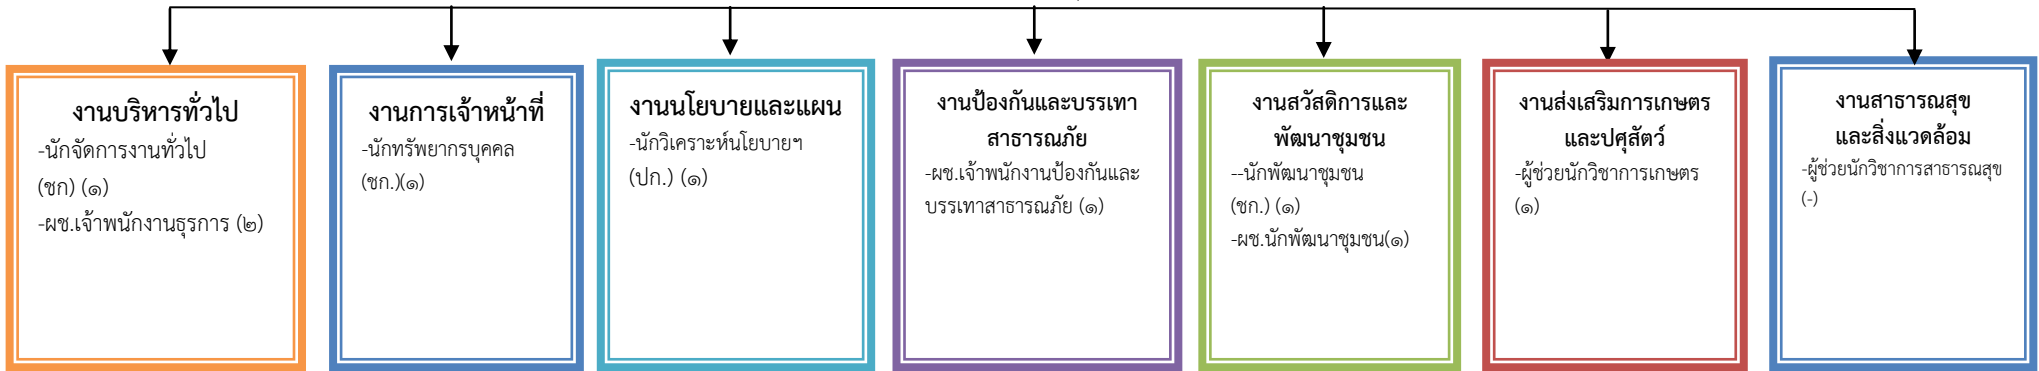 งานบริหารทั่วไป
-นักจัดการงานทั่วไป
(ชก) (๑)
-ผช.เจ้าพนักงานธุรการ (๒)
งานการเจ้าหน้าที่
-นักทรัพยากรบุคคล
(ชก.)(๑)
งานนโยบายและแผน
-นักวิเคราะห์นโยบายฯ
(ปก.) (๑)
งานป้องกันและบรรเทา
สาธารณภัย
-ผช.เจ้าพนักงานป้องกันและ
บรรเทาสาธารณภัย (๑)
งานสวัสดิการและ
พัฒนาชุมชน
--นักพัฒนาชุมชน
(ชก.) (๑)
-ผช.นักพัฒนาชุมชน(๑)
งานส่งเสริมการเกษตร
และปศุสัตว์
-ผู้ช่วยนักวิชาการเกษตร
(๑)
งานสาธารณสุข
และสิ่งแวดล้อม
-ผู้ช่วยนักวิชาการสาธารณสุข
(-)